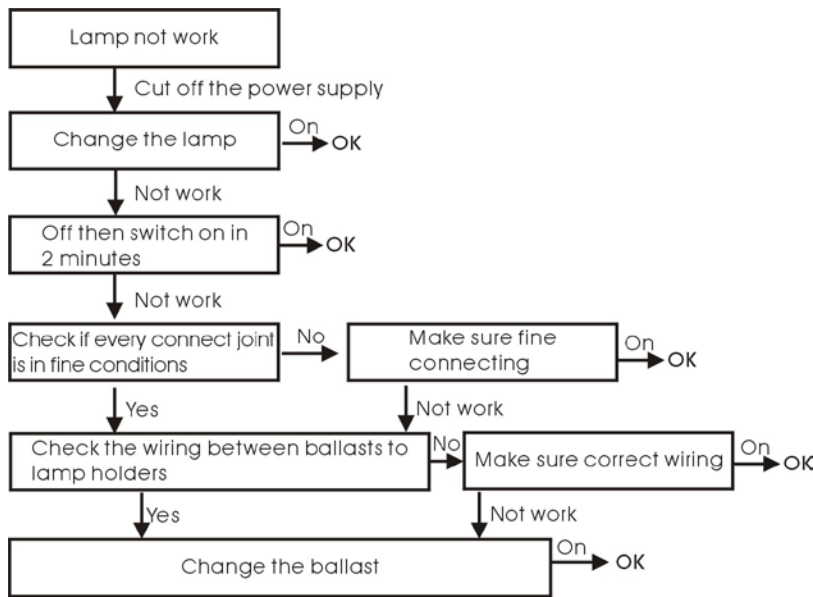 Lamp not work
Cut off the power supply
Change the lamp
On
OK
Not work
Off then switch on in
2 minutes
On
OK
Not work
Check if every connect joint
is in fine conditions
No
Make sure fine
connecting
On
OK
Yes
Not work
Check the wiring between ballasts to
lamp holders
No
Make sure correct wiring
On
OK
Yes
Not work
Change the ballast
On
OK